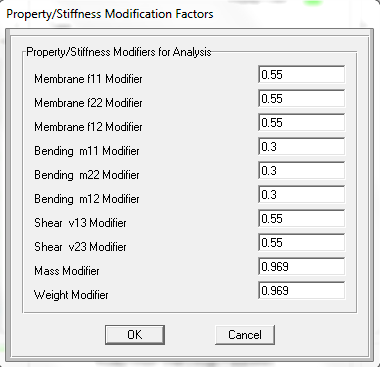 Property/Stiffness Modification Factors
Property/Stiffness Modifiers for Analysis
Membrane f11 Modifier 0.55
Membrane f22 Modifier 0.55
Membrane f12 Modifier 0.55
Bending m11 Modifier 0.3
Bending m22 Modifier 0.3
Bending m12 Modifier 0.3
Shear v13 Modifier 0.55
Shear v23 Modifier 0.55
Mass Modifier 0.969
Weight Modifier 0.969
OK Cancel